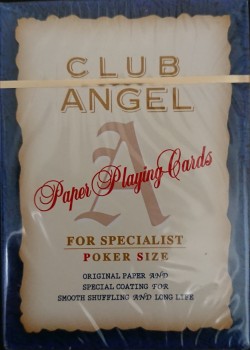 CLUB
ANGEL
A
Paper Playing Cards
FOR SPECIALIST
POKER SIZE
ORIGINAL PAPER AND
SPECIAL COATING FOR
SMOOTH SHUFFLING AND LONG LIFE